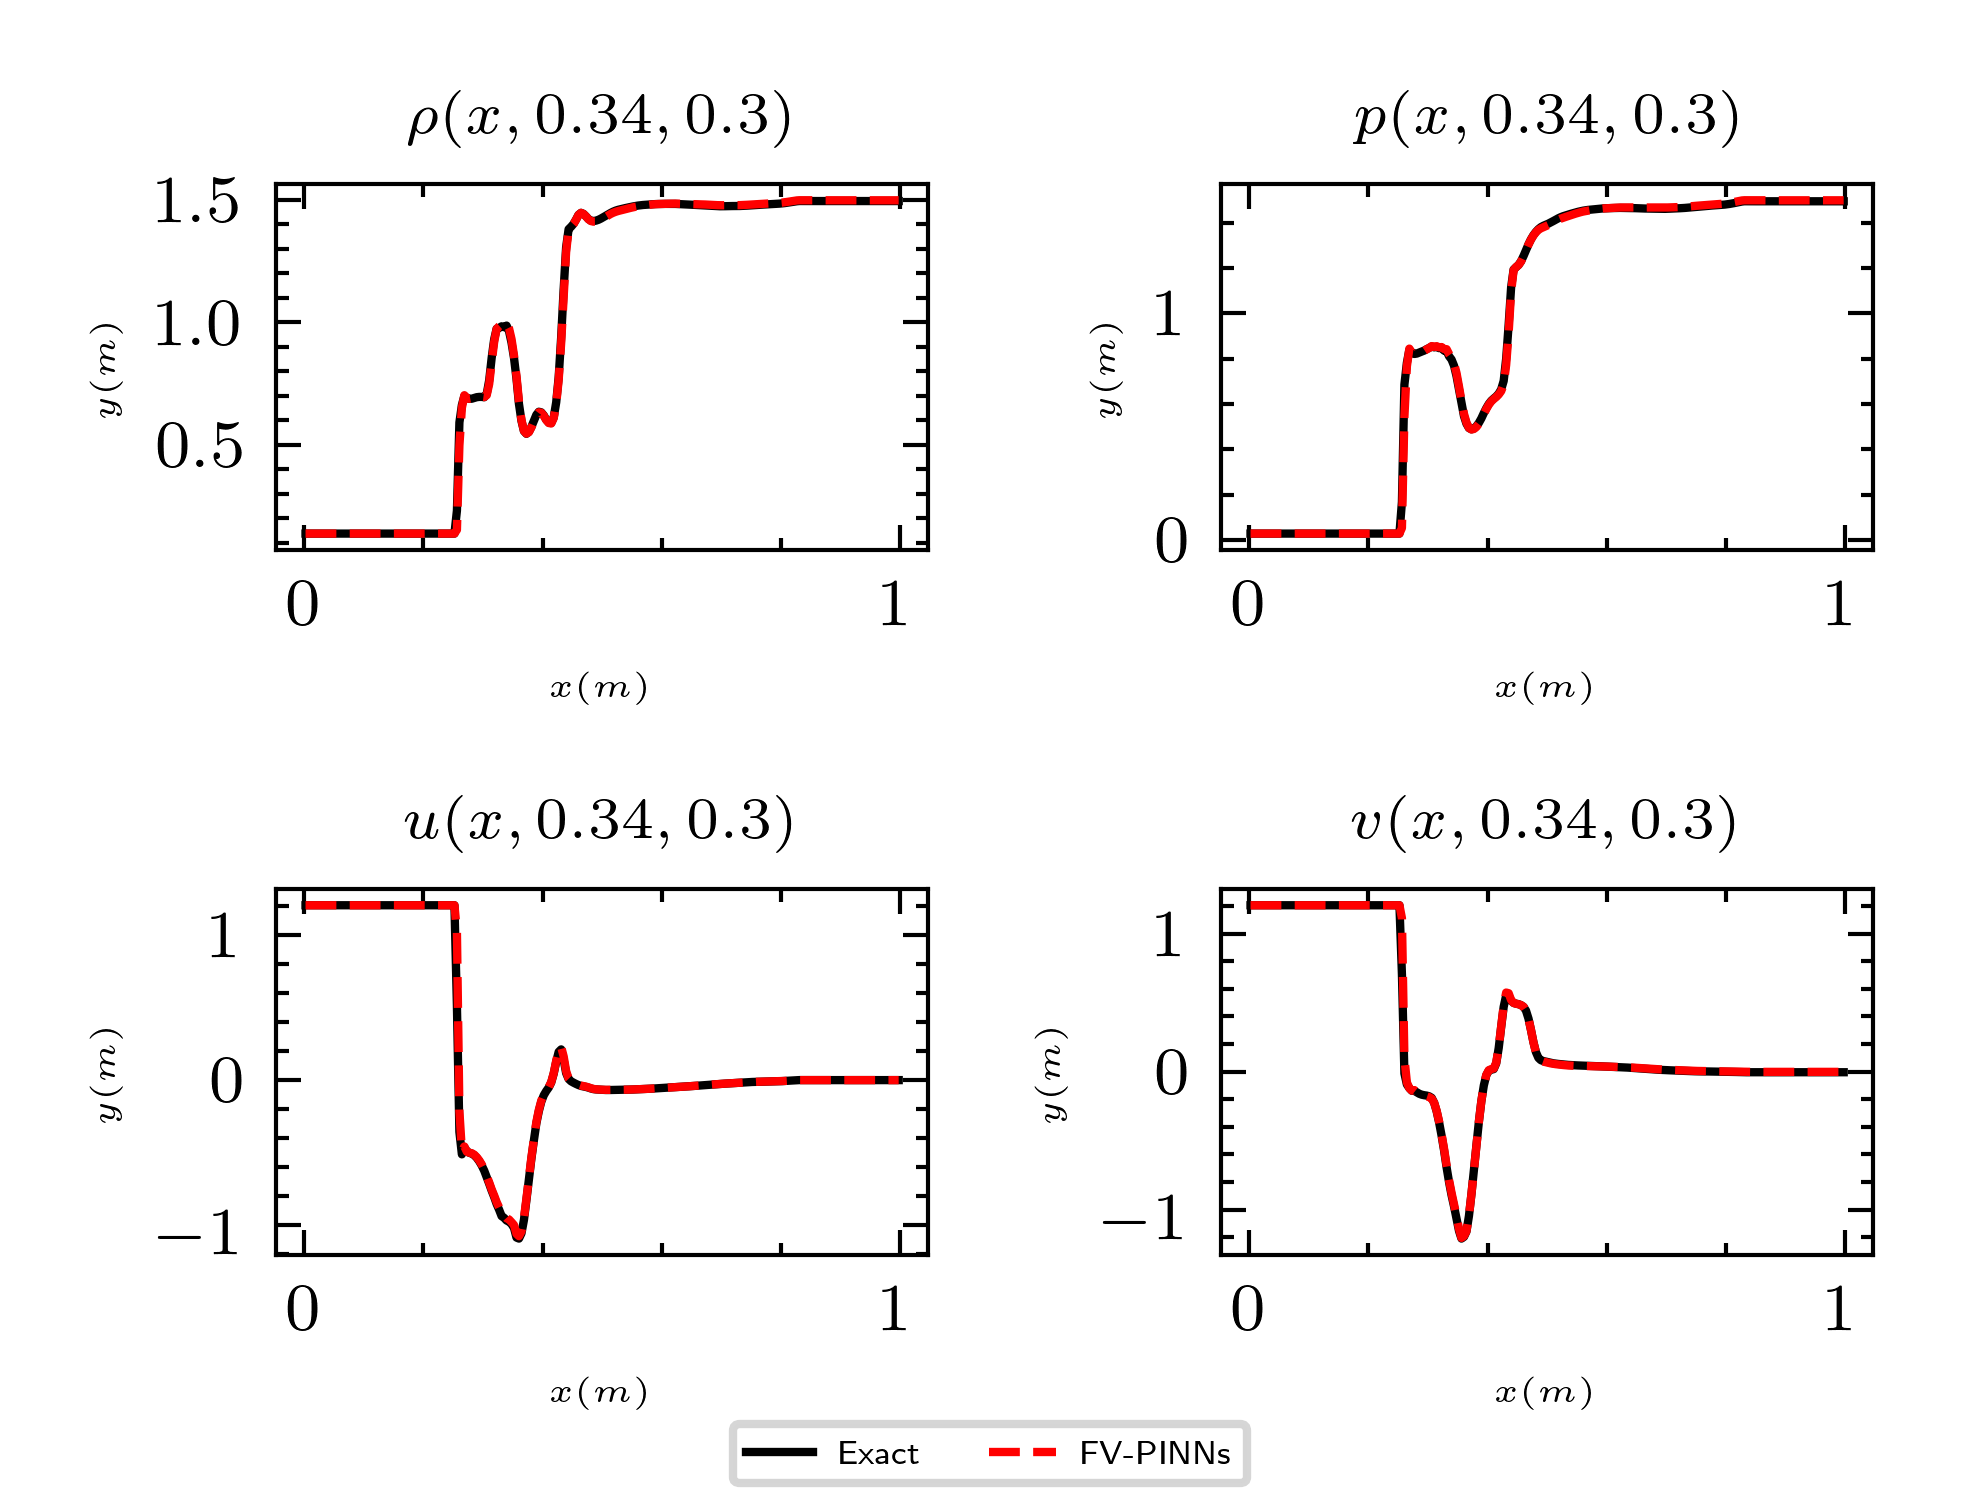 ρ(x, 0.34, 0.3)
1.5
1.0
0.5
y(m)
0
1
x(m)
p(x, 0.34, 0.3)
1
0
y(m)
0
1
x(m)
u(x, 0.34, 0.3)
1
0
−1
y(m)
0
1
x(m)
v(x, 0.34, 0.3)
1
0
−1
y(m)
0
1
x(m)
Exact
FV-PINNs